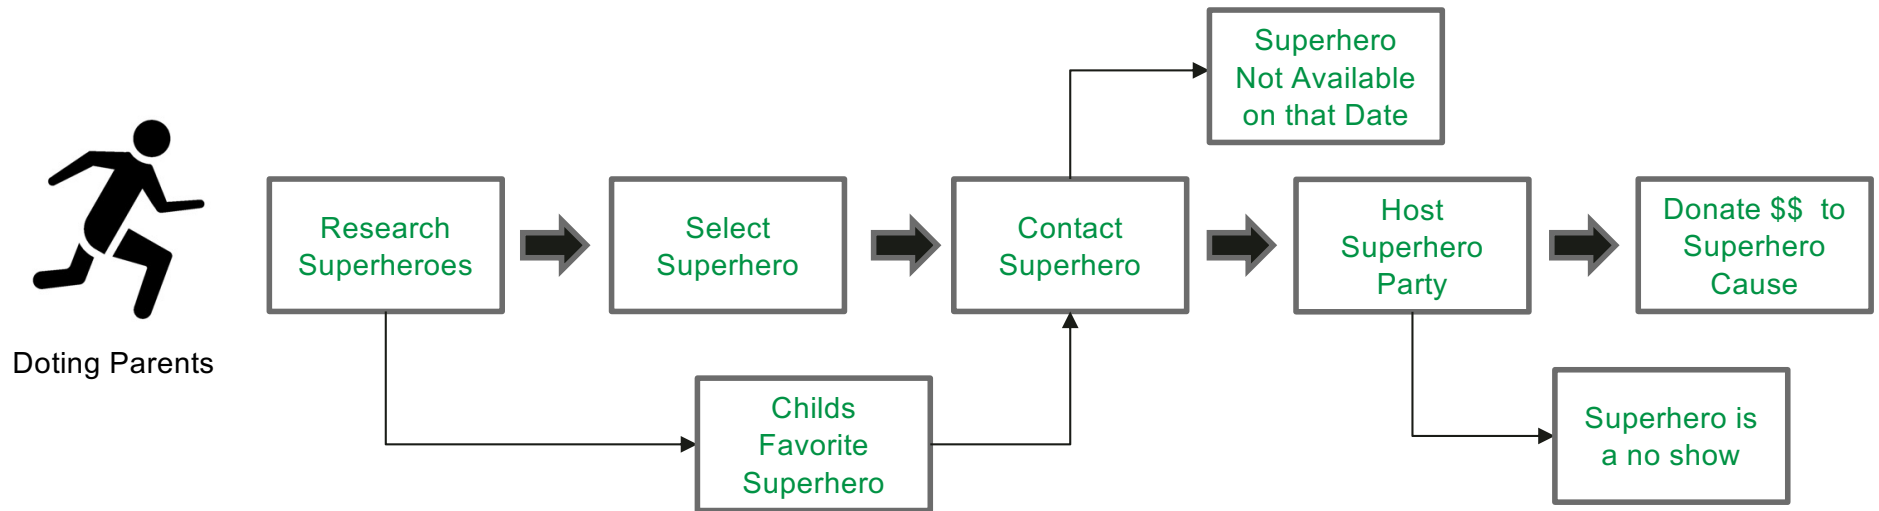 Superhero
Not Available
on that Date
Research
Superheroes
Select
Superhero
Contact
Superhero
Host
Superhero
Party
Donate $$ to
Superhero
Cause
Doting Parents
Childs
Favorite
Superhero
Superhero is
a no show